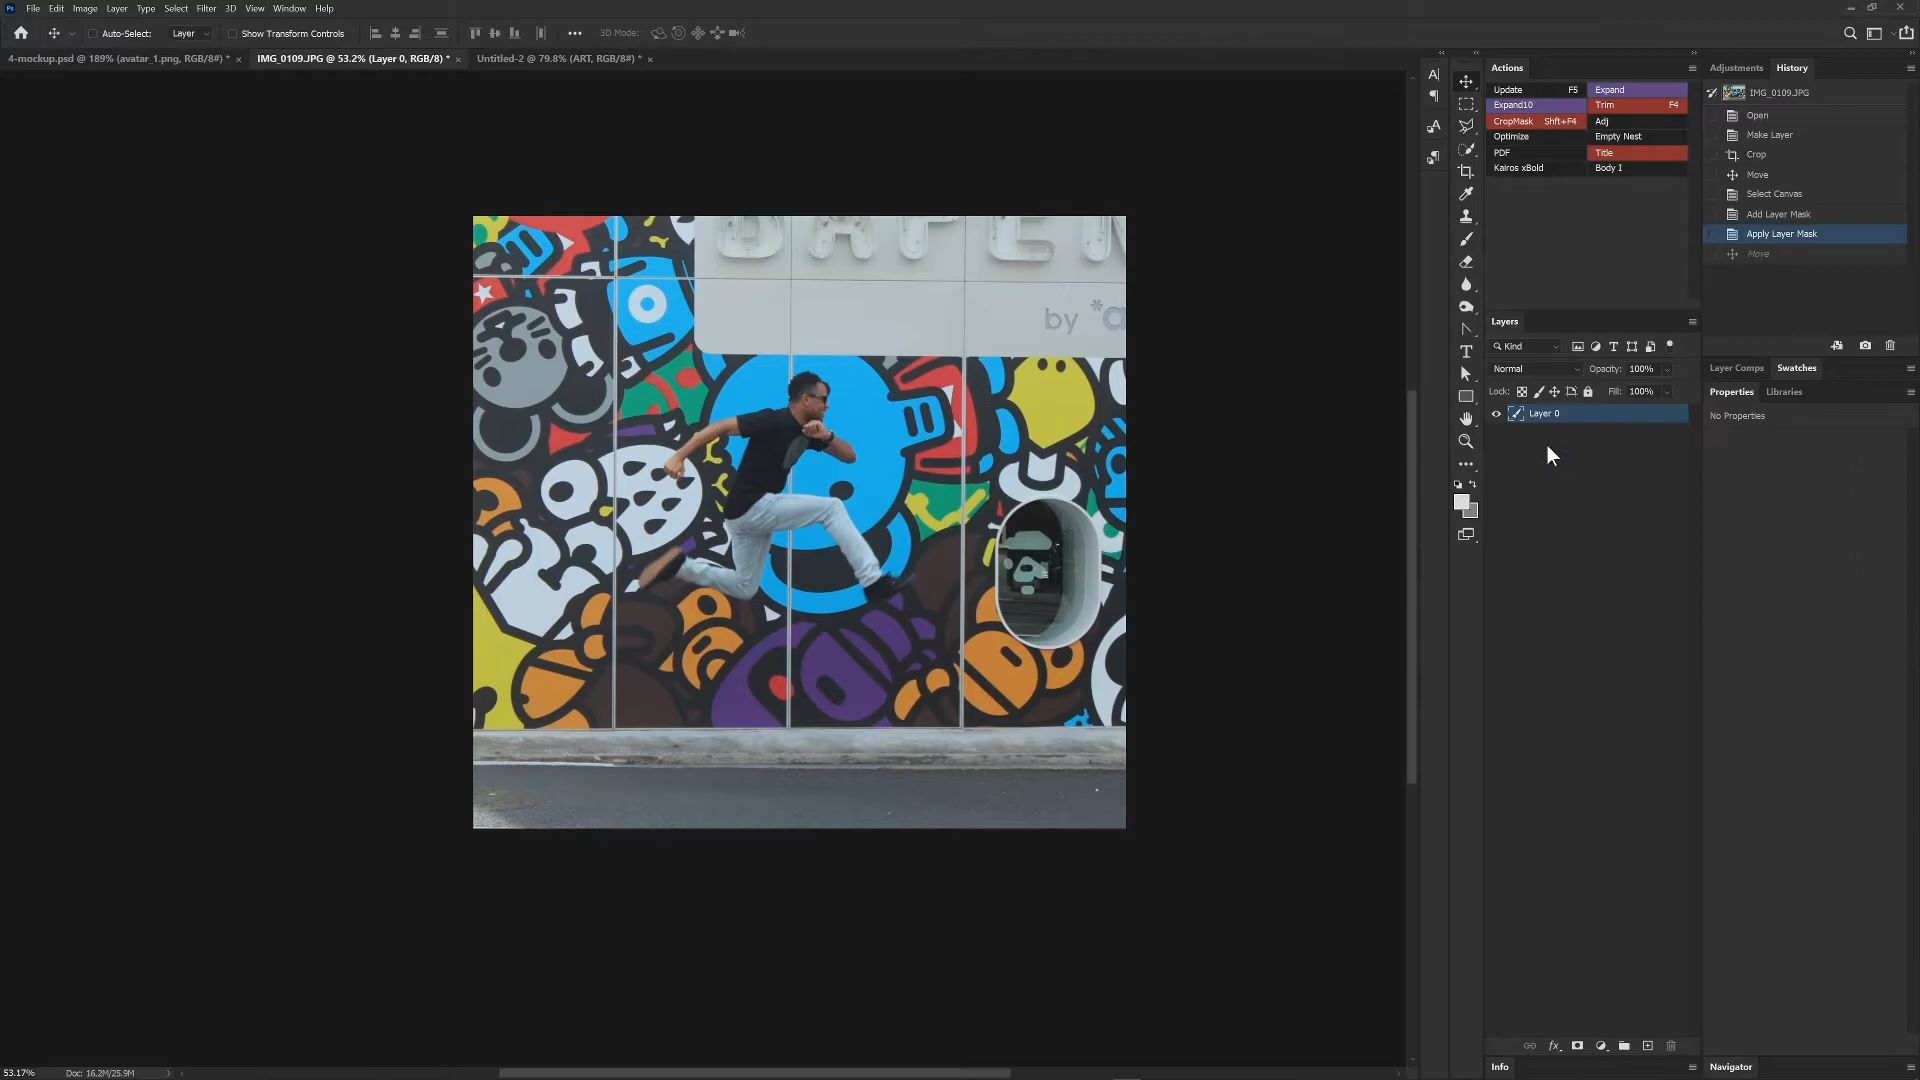 Ps File Edit Image Layer Type Select Filter 3D View Window Help
Auto-Select: Layer Show Transform Controls 3D Mode:
4-mockup.psd @ 189% (avatar_1.png, RGB/8#) * × IMG_0109.JPG @ 53.2% (Layer 0, RGB/8) * × Untitled-2 @ 79.8% (ART, RGB/8#) * ×
Actions
Update F5 Expand
Expand10 Trim F4
CropMask Shft+F4 Adj
Optimize Empty Nest
PDF Title
Kairos xBold Body I
Adjustments History
IMG_0109.JPG
Open
Make Layer
Crop
Move
Select Canvas
Add Layer Mask
Apply Layer Mask
Move
Layers
Kind
Normal Opacity: 100%
Lock: Fill: 100%
Layer 0
Layer Comps Swatches
Properties Libraries
No Properties
by *a
53.17% Doc: 16.2M/25.9M
Info
Navigator